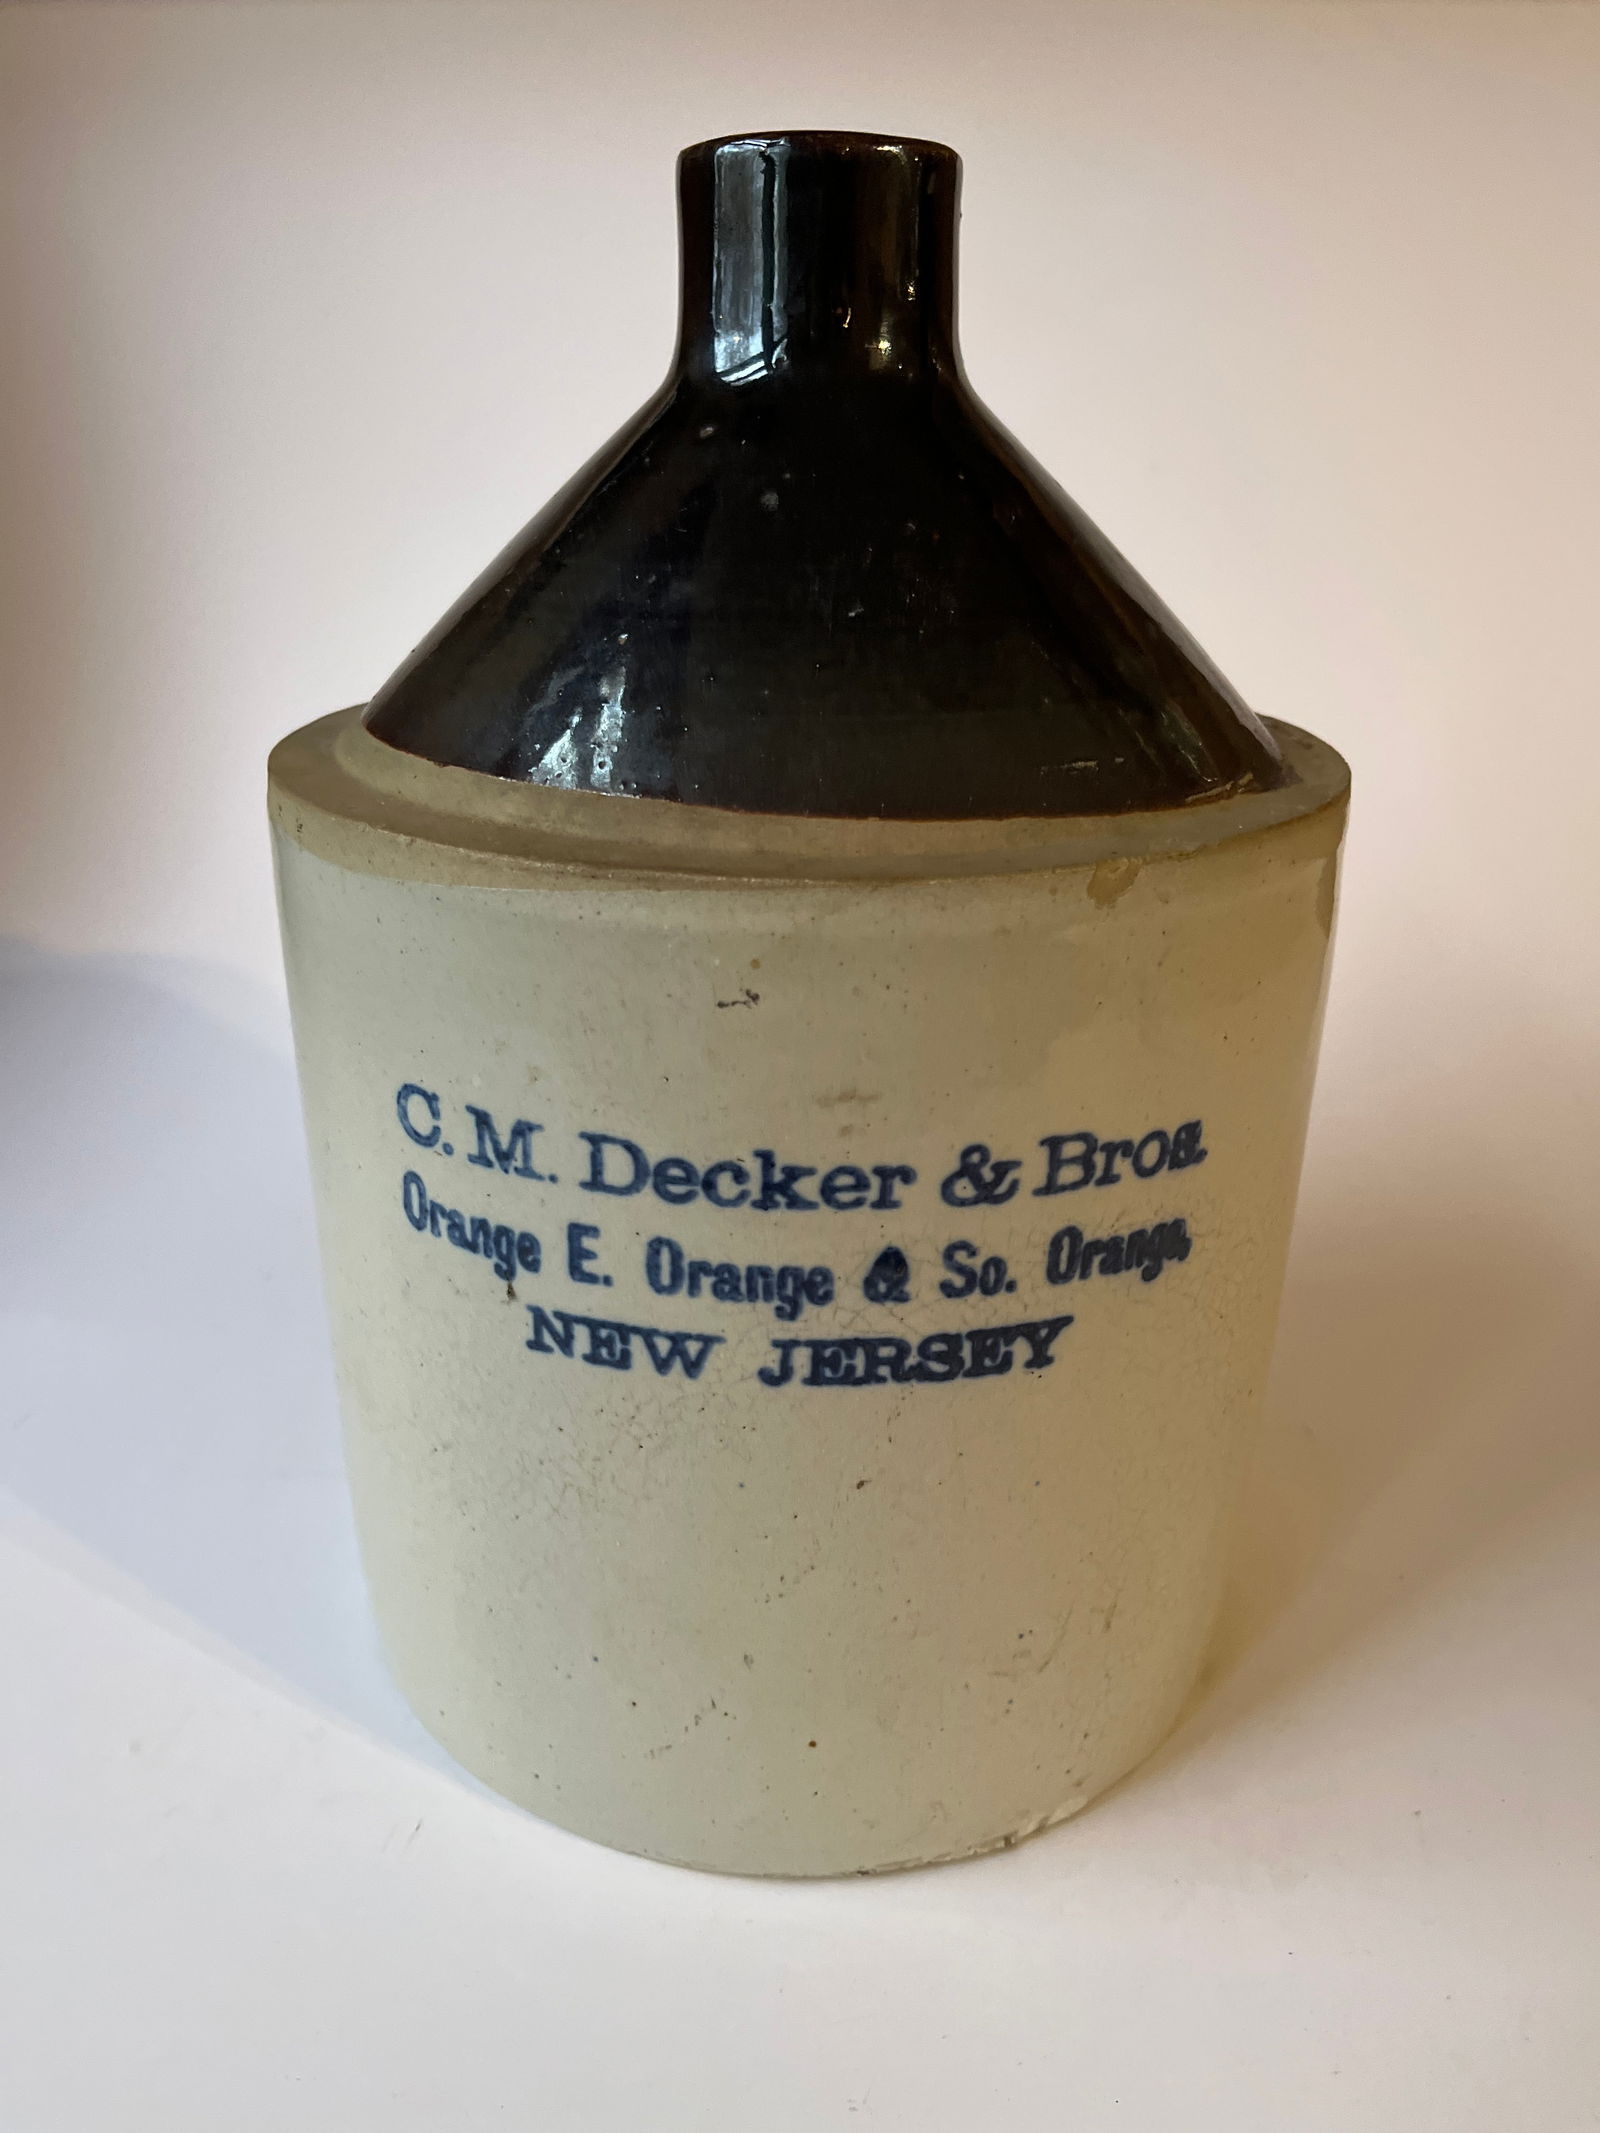 C. M. Decker & Bros.
Orange E. Orange & So. Orange,
NEW JERSEY